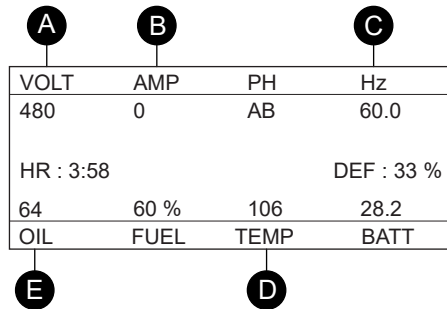 A B C
VOLT AMP PH Hz
480 0 AB 60.0
HR : 3:58 DEF : 33 %
64 60 % 106 28.2
OIL FUEL TEMP BATT
E D